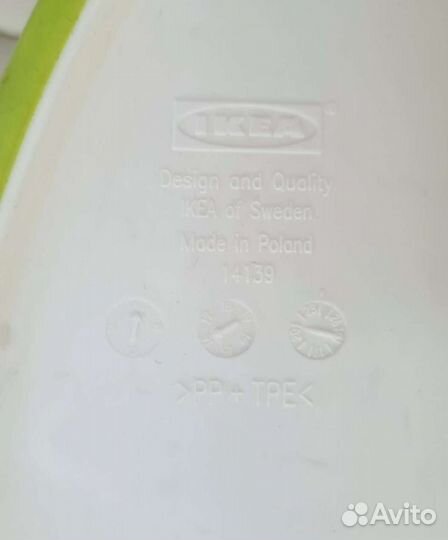 IKEA®
Design and Quality
IKEA of Sweden
Made in Poland
14139
>PP + TPE<
Avito